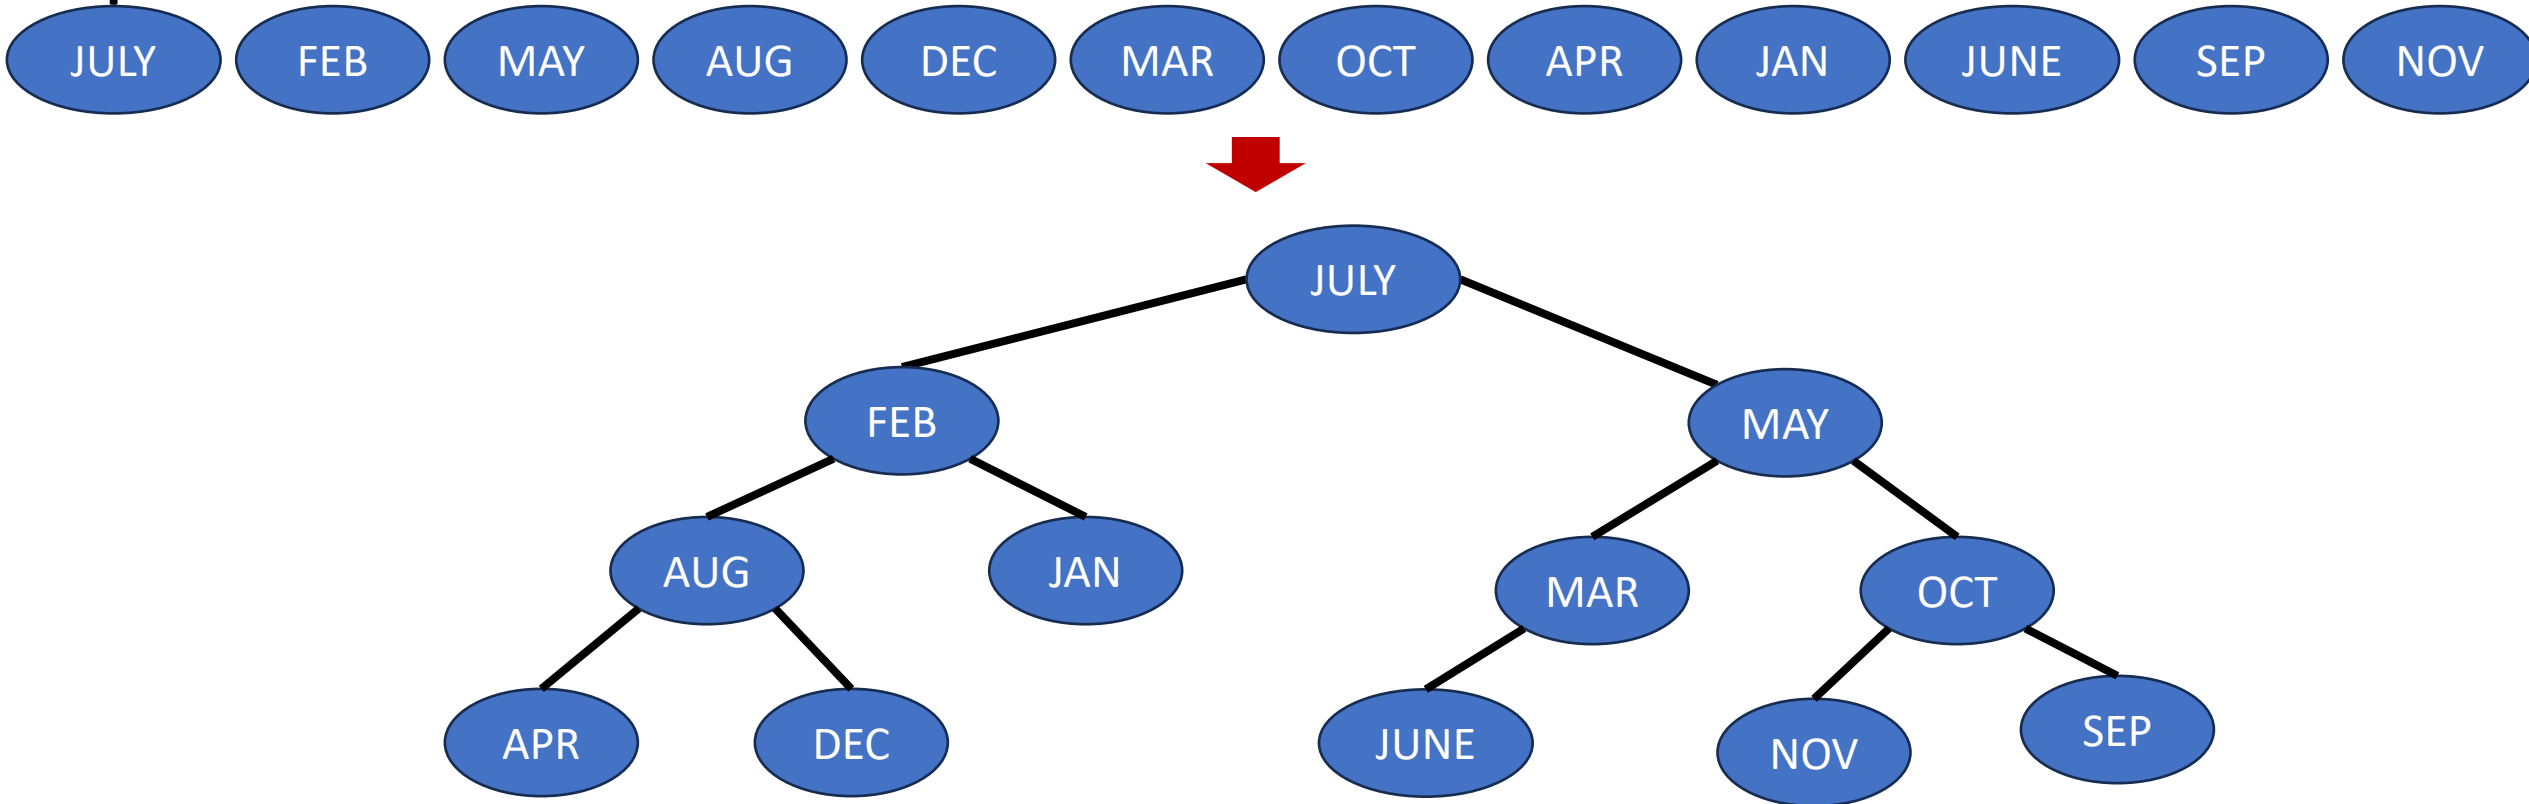 JULY FEB MAY AUG DEC MAR OCT APR JAN JUNE SEP NOV
JULY
FEB MAY
AUG JAN MAR OCT
APR DEC JUNE NOV SEP